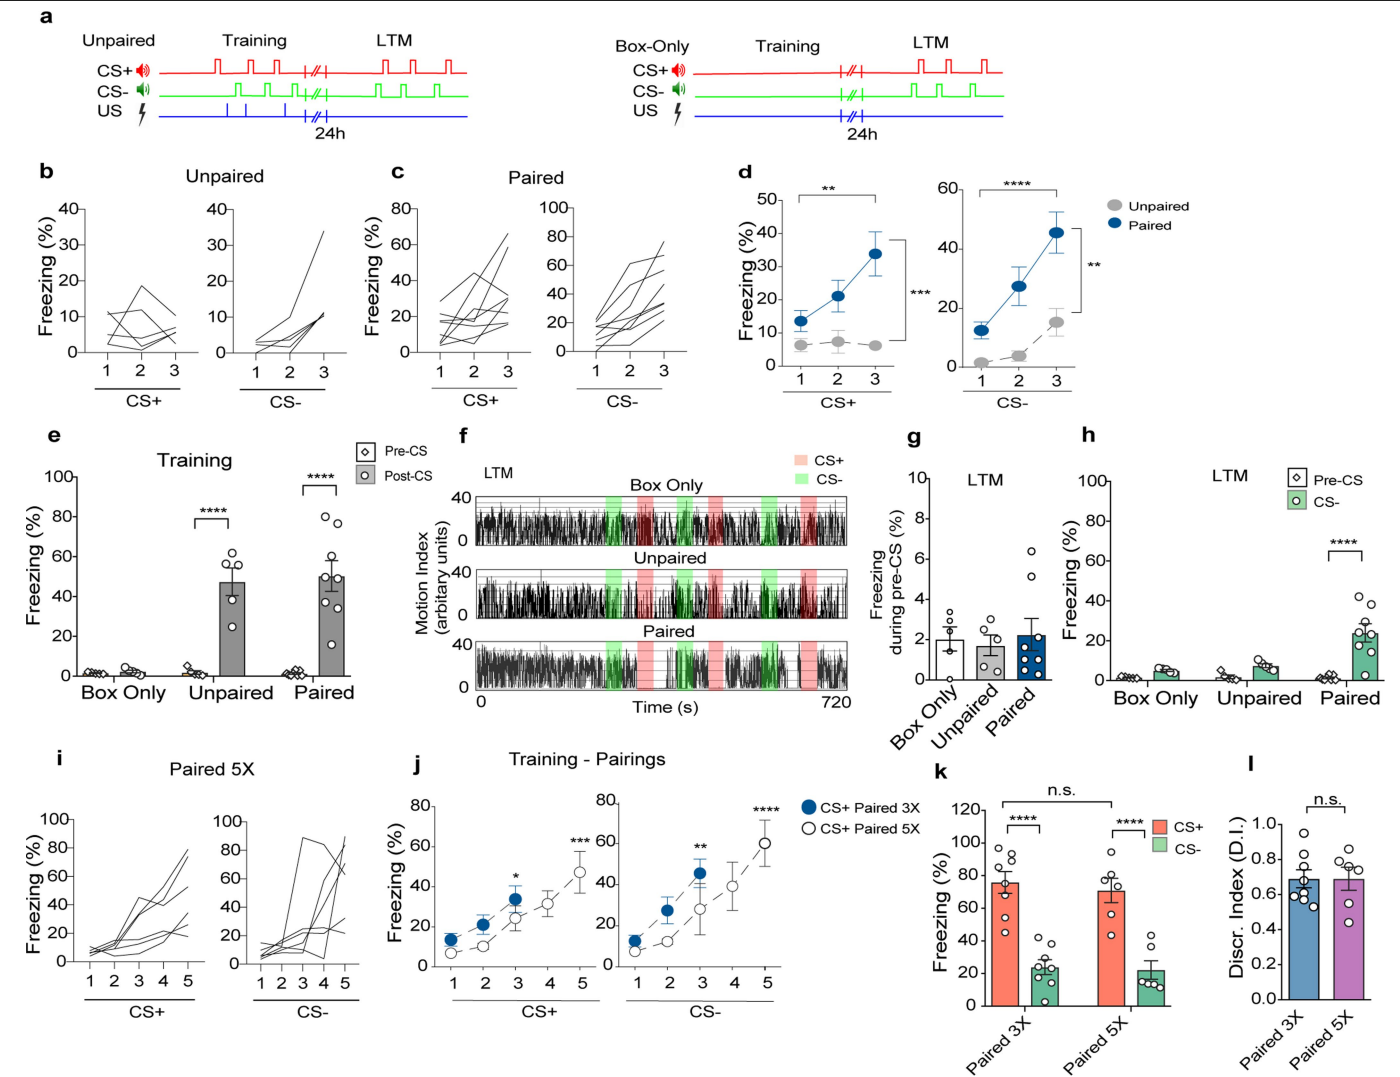 a
Unpaired Training LTM
CS+
CS-
US
24h
Box-Only Training LTM
CS+
CS-
US
24h
b Unpaired
Freezing (%)
40
30
20
10
0
1 2 3
CS+
40
30
20
10
0
1 2 3
CS-
c Paired
Freezing (%)
80
60
40
20
0
1 2 3
CS+
100
80
60
40
20
0
1 2 3
CS-
d
Freezing (%)
50
40
30
20
10
0
**
***
1 2 3
CS+
60
40
20
0
****
**
1 2 3
CS-
Unpaired
Paired
e Training
Pre-CS
Post-CS
Freezing (%)
100
80
60
40
20
0
****
****
Box Only Unpaired Paired
f
LTM
CS+
CS-
Motion Index
(arbitary units)
Box Only
40
0
Unpaired
40
0
Paired
40
0
0 Time (s) 720
g
LTM
Freezing
during pre-CS (%)
10
8
6
4
2
0
Box Only
Unpaired
Paired
h
LTM
Pre-CS
CS-
Freezing (%)
100
80
60
40
20
0
****
Box Only Unpaired Paired
i Paired 5X
Freezing (%)
100
80
60
40
20
0
1 2 3 4 5
CS+
100
80
60
40
20
0
1 2 3 4 5
CS-
j Training - Pairings
Freezing (%)
80
60
40
20
0
*
***
1 2 3 4 5
CS+
80
60
40
20
0
**
****
1 2 3 4 5
CS-
CS+ Paired 3X
CS+ Paired 5X
k
Freezing (%)
120
100
80
60
40
20
0
n.s.
****
****
CS+
CS-
Paired 3X
Paired 5X
l
Discr. Index (D.I.)
1.0
0.8
0.6
0.4
0.2
0.0
n.s.
Paired 3X
Paired 5X